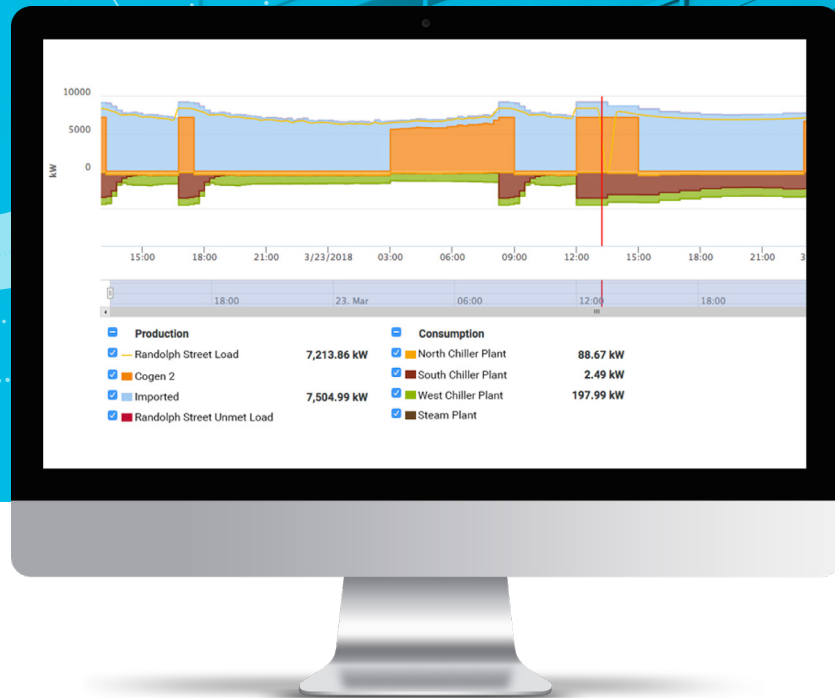 10000
5000
0
kW
15:00 18:00 21:00 3/23/2018 03:00 06:00 09:00 12:00 15:00 18:00 21:00 3
18:00 23. Mar 06:00 12:00 18:00
Production Consumption
Randolph Street Load 7,213.86 kW North Chiller Plant 88.67 kW
Cogen 2 South Chiller Plant 2.49 kW
Imported 7,504.99 kW West Chiller Plant 197.99 kW
Randolph Street Unmet Load Steam Plant